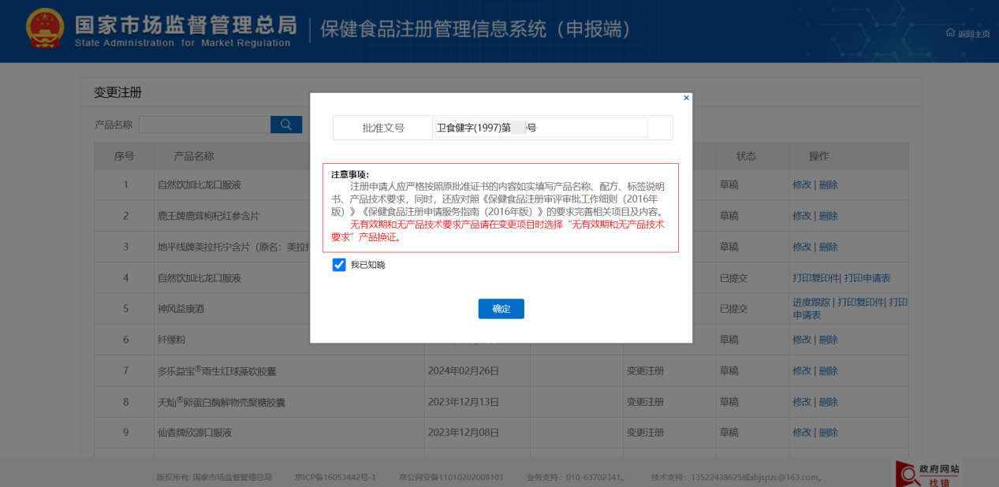 国家市场监督管理总局
State Administration for Market Regulation
保健食品注册管理信息系统（申报端）
返回主页
变更注册
产品名称
批准文号 卫食健字(1997)第 号
注意事项：
注册申请人应严格按照原批准证书的内容如实填写产品名称、配方、标签说明
书、产品技术要求，同时，还应对照《保健食品注册审评审批工作细则（2016年
版）》《保健食品注册申请服务指南（2016年版）》的要求完善相关项目及内容。
无有效期和无产品技术要求产品请在变更项目时选择“无有效期和无产品技术
要求”产品换证。
我已知晓
确定
序号 产品名称 状态 操作
1 自然饮加比龙口服液 草稿 修改 | 删除
2 鹿王牌鹿茸枸杞红参含片 草稿 修改 | 删除
3 地平线牌美拉托宁含片（原名：美拉 草稿 修改 | 删除
4 自然饮加比龙口服液 已提交 打印复印件| 打印申请表
5 神风益康酒 已提交 进度跟踪 | 打印复印件| 打印
申请表
6 纤缘粉 草稿 修改 | 删除
7 多乐益宝®雨生红球藻软胶囊 2024年02月26日 变更注册 草稿 修改 | 删除
8 天灿®卵蛋白酶解物壳聚糖胶囊 2023年12月13日 变更注册 草稿 修改 | 删除
9 仙香牌欣源口服液 2023年12月08日 变更注册 草稿 修改 | 删除
版权所有: 国家市场监督管理总局 京ICP备16053442号-1 京公网安备11010202008101 业务支持：010-63702341。 技术支持：13522438625或xbjspzc@163.com。
政府网站
找错